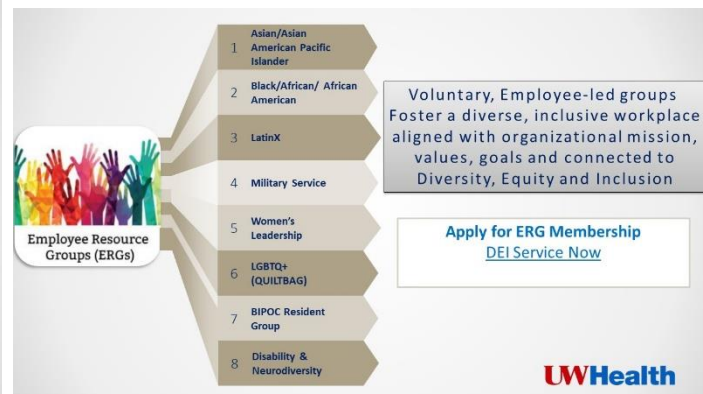 Employee Resource
Groups (ERGs)
1
Asian/Asian
American Pacific
Islander
2
Black/African/ African
American
3
LatinX
4
Military Service
5
Women's
Leadership
6
LGBTQ+
(QUILTBAG)
7
BIPOC Resident
Group
8
Disability &
Neurodiversity
Voluntary, Employee-led groups
Foster a diverse, inclusive workplace
aligned with organizational mission,
values, goals and connected to
Diversity, Equity and Inclusion
Apply for ERG Membership
DEI Service Now
UWHealth